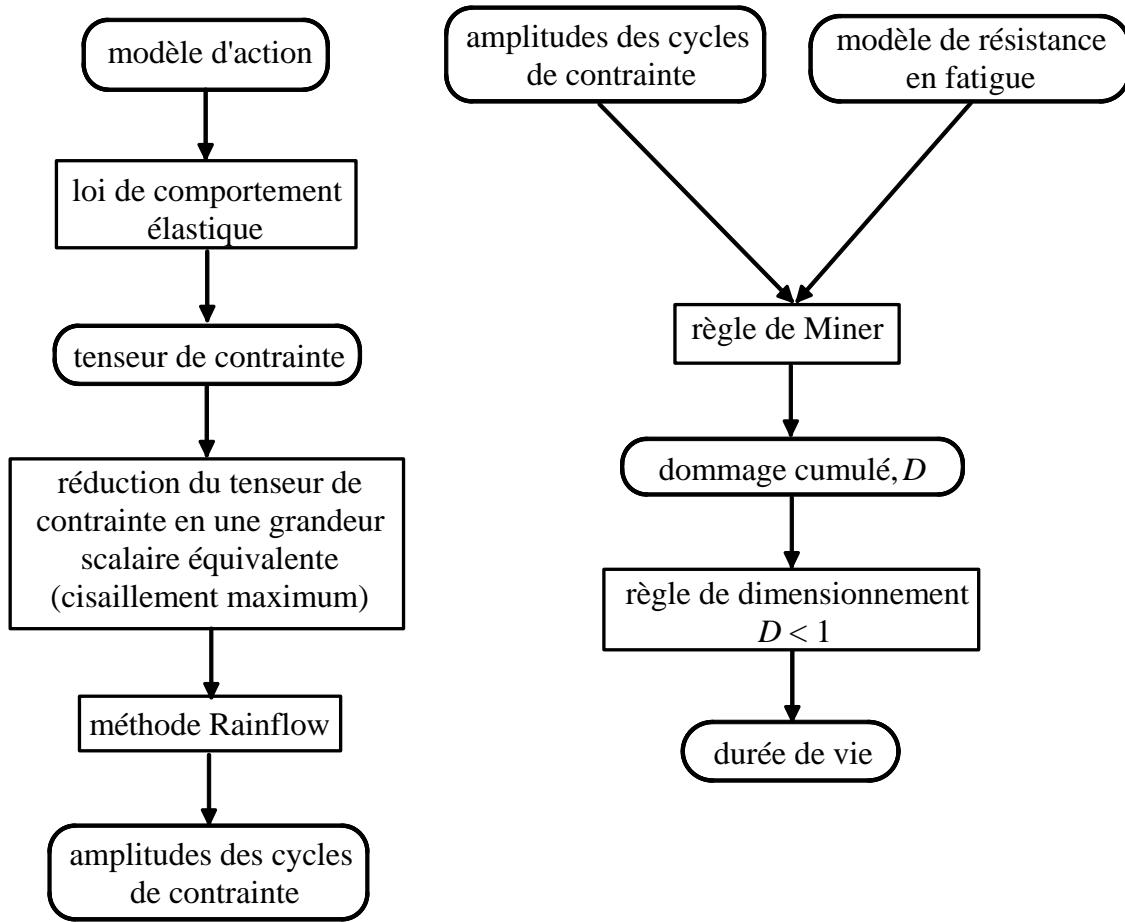 modèle d'action
loi de comportement
élastique
tenseur de contrainte
réduction du tenseur de
contrainte en une grandeur
scalaire équivalente
(cisaillement maximum)
méthode Rainflow
amplitudes des cycles
de contrainte
amplitudes des cycles
de contrainte
modèle de résistance
en fatigue
règle de Miner
dommage cumulé, D
règle de dimensionnement
D < 1
durée de vie